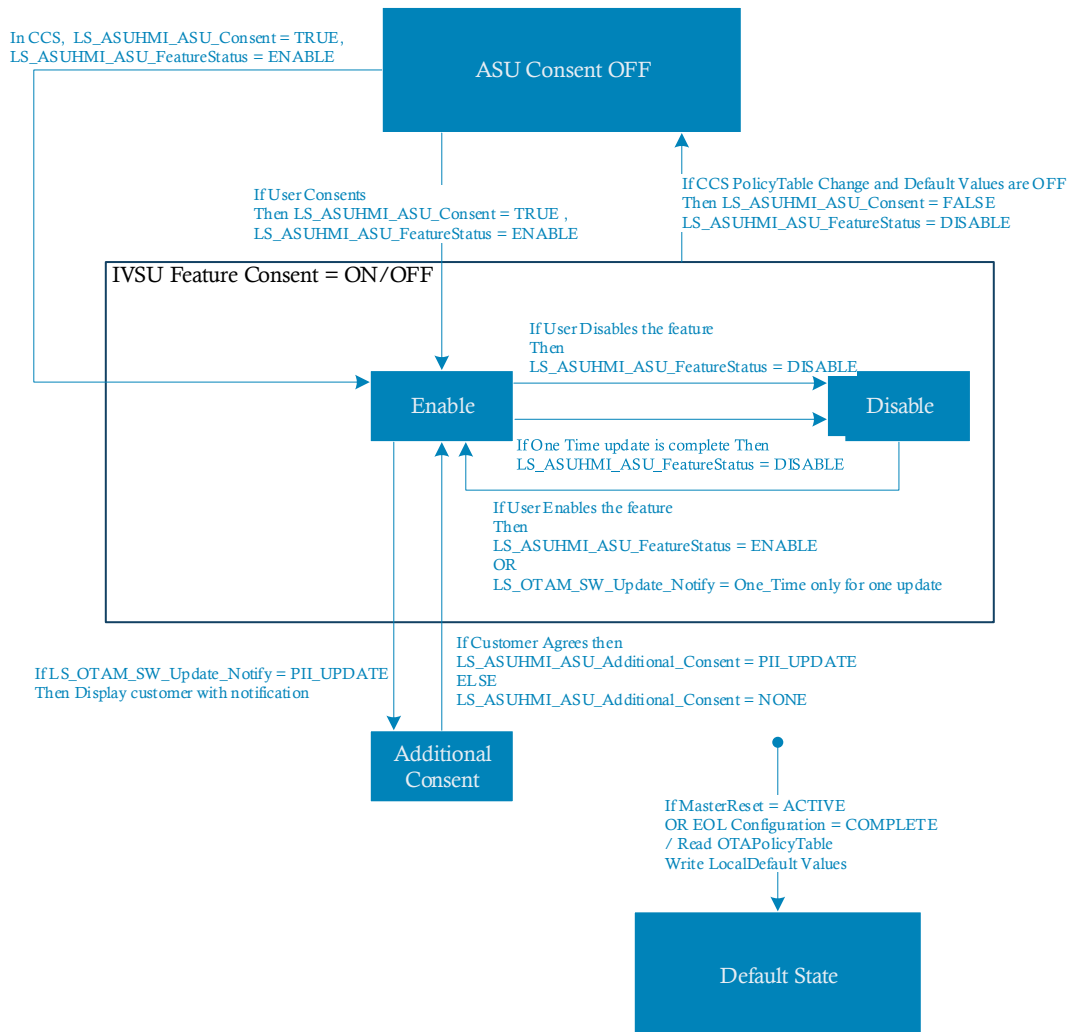 In CCS, LS_ASUHMI_ASU_Consent = TRUE,
LS_ASUHMI_ASU_FeatureStatus = ENABLE
ASU Consent OFF
If User Consents
Then LS_ASUHMI_ASU_Consent = TRUE ,
LS_ASUHMI_ASU_FeatureStatus = ENABLE
If CCS PolicyTable Change and Default Values are OFF
Then LS_ASUHMI_ASU_Consent = FALSE
LS_ASUHMI_ASU_FeatureStatus = DISABLE
IVSU Feature Consent = ON/OFF
If User Disables the feature
Then
LS_ASUHMI_ASU_FeatureStatus = DISABLE
Enable
Disable
If One Time update is complete Then
LS_ASUHMI_ASU_FeatureStatus = DISABLE
If User Enables the feature
Then
LS_ASUHMI_ASU_FeatureStatus = ENABLE
OR
LS_OTAM_SW_Update_Notify = One_Time only for one update
If LS_OTAM_SW_Update_Notify = PII_UPDATE
Then Display customer with notification
If Customer Agrees then
LS_ASUHMI_ASU_Additional_Consent = PII_UPDATE
ELSE
LS_ASUHMI_ASU_Additional_Consent = NONE
Additional
Consent
If MasterReset = ACTIVE
OR EOL Configuration = COMPLETE
/ Read OTAPolicyTable
Write LocalDefault Values
Default State